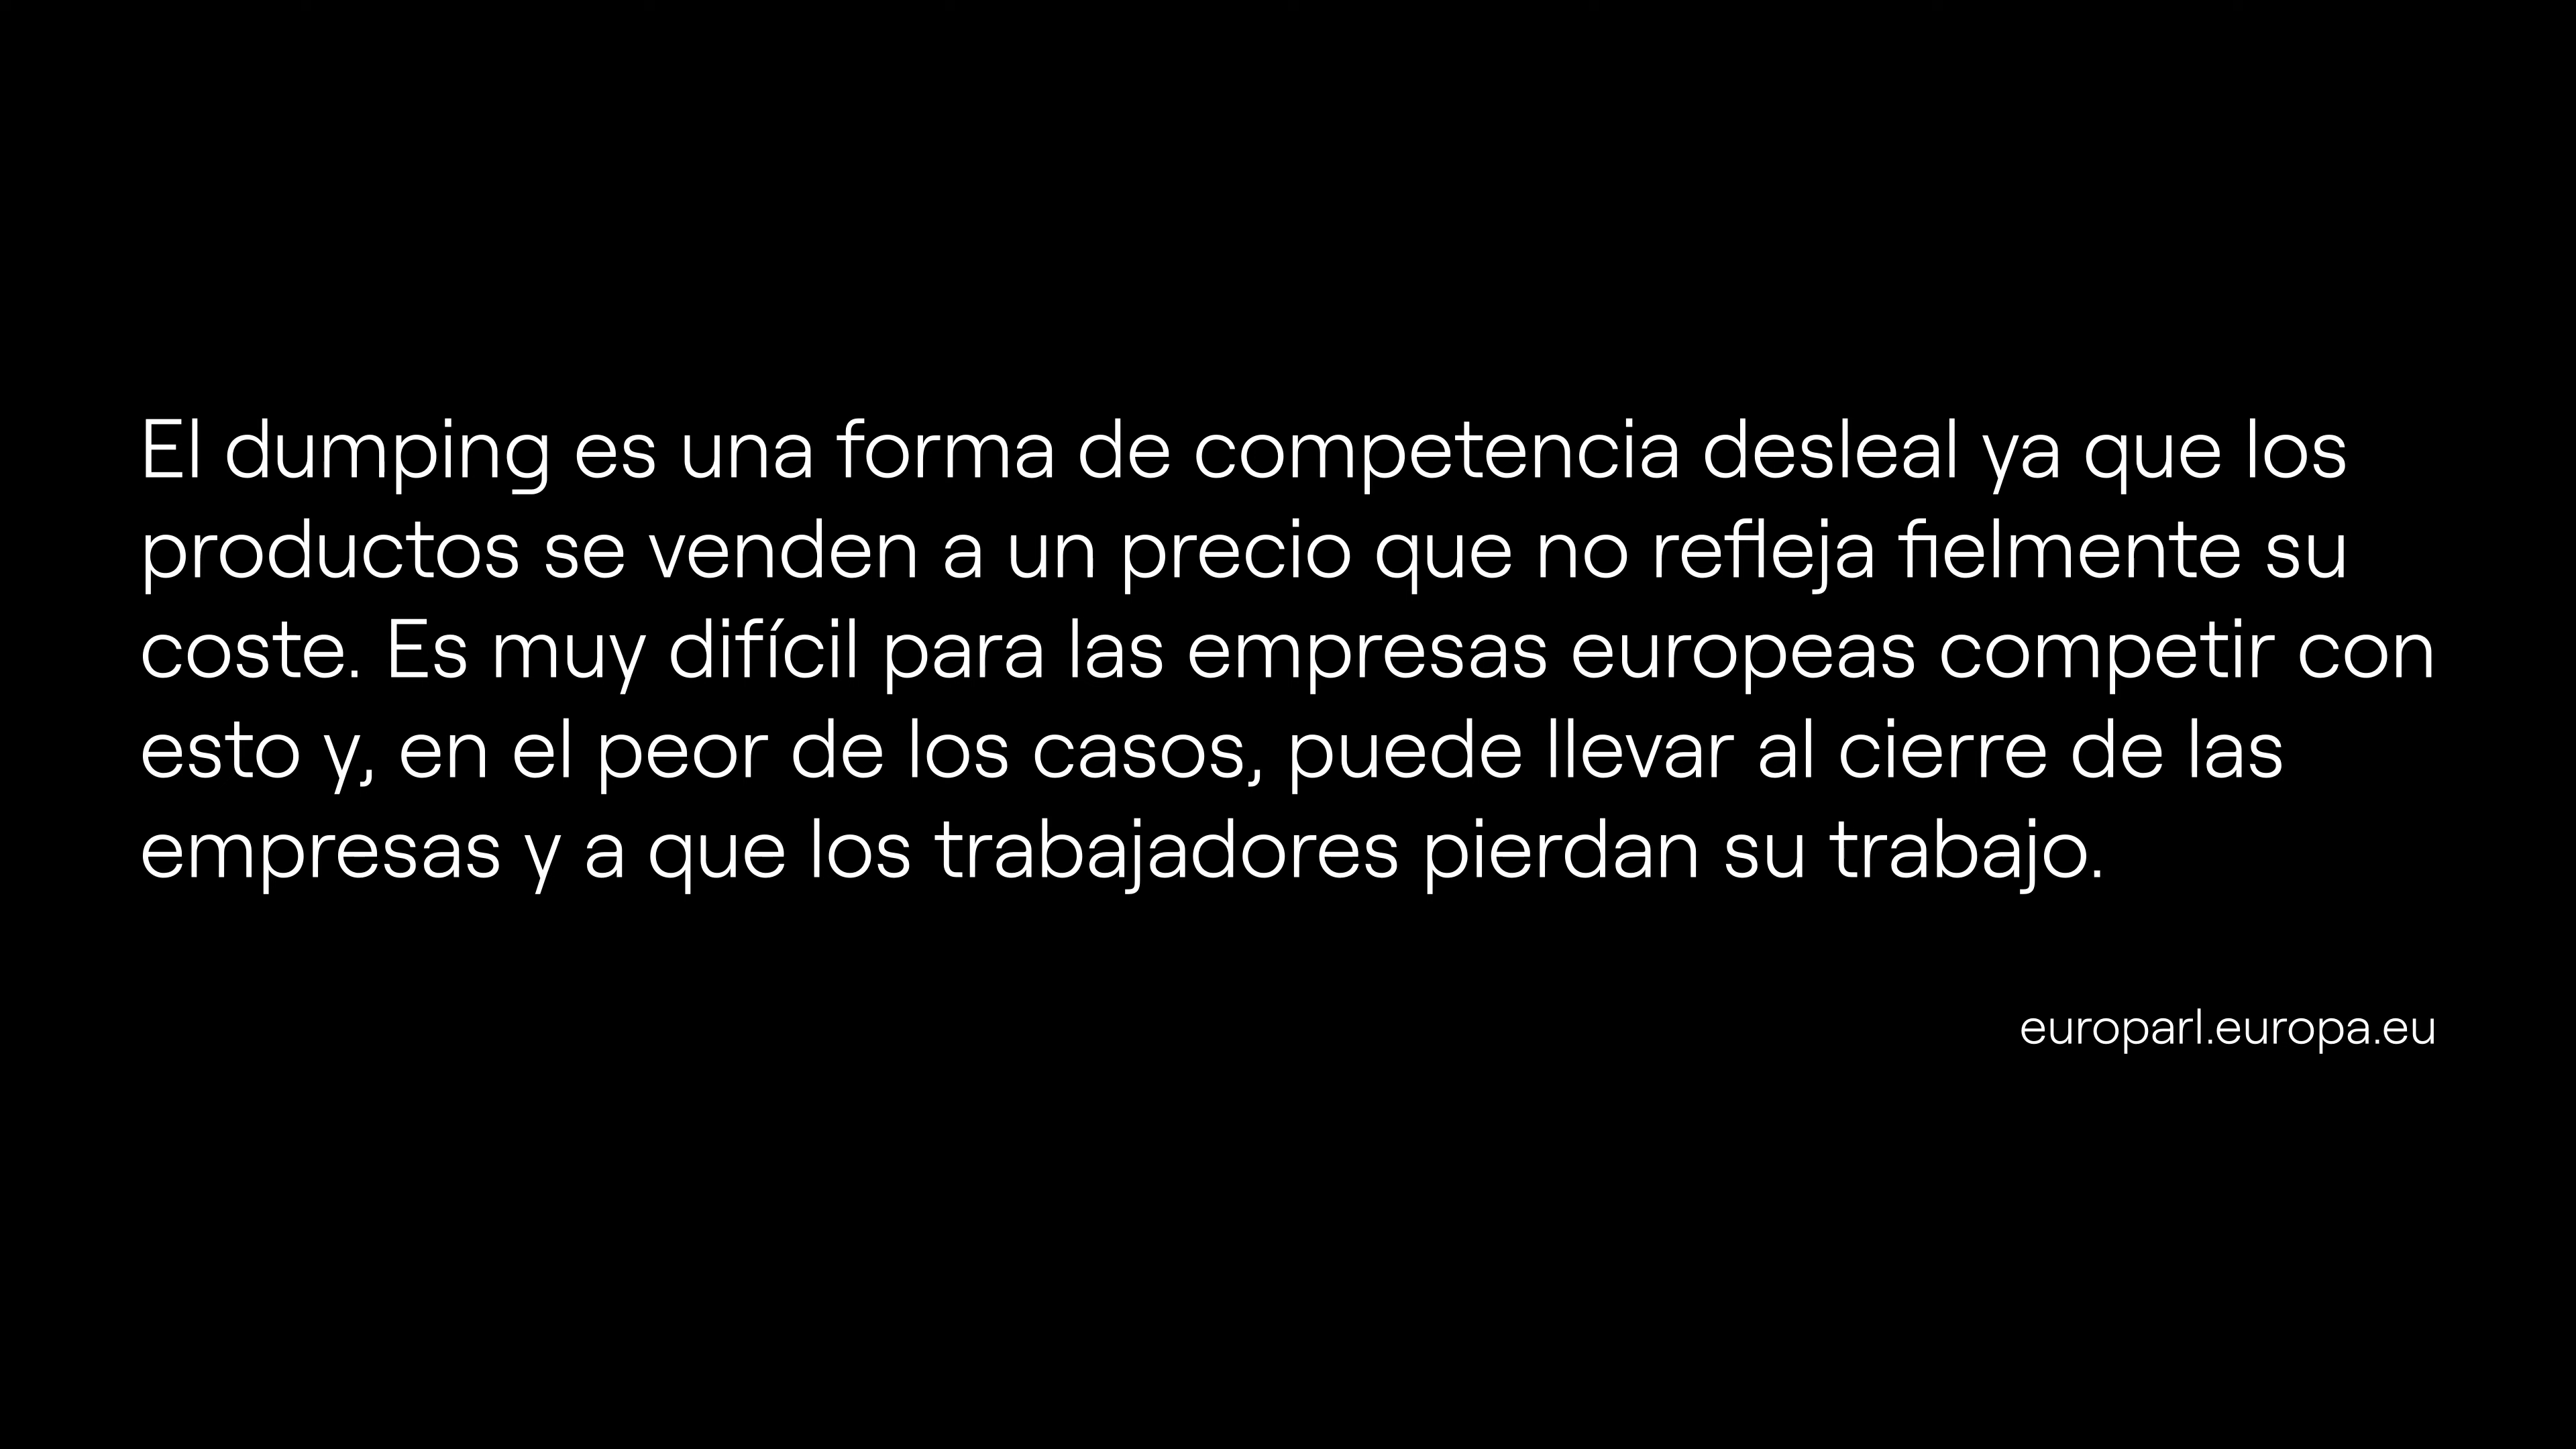 El dumping es una forma de competencia desleal ya que los
productos se venden a un precio que no refleja fielmente su
coste. Es muy difícil para las empresas europeas competir con
esto y, en el peor de los casos, puede llevar al cierre de las
empresas y a que los trabajadores pierdan su trabajo.
europarl.europa.eu